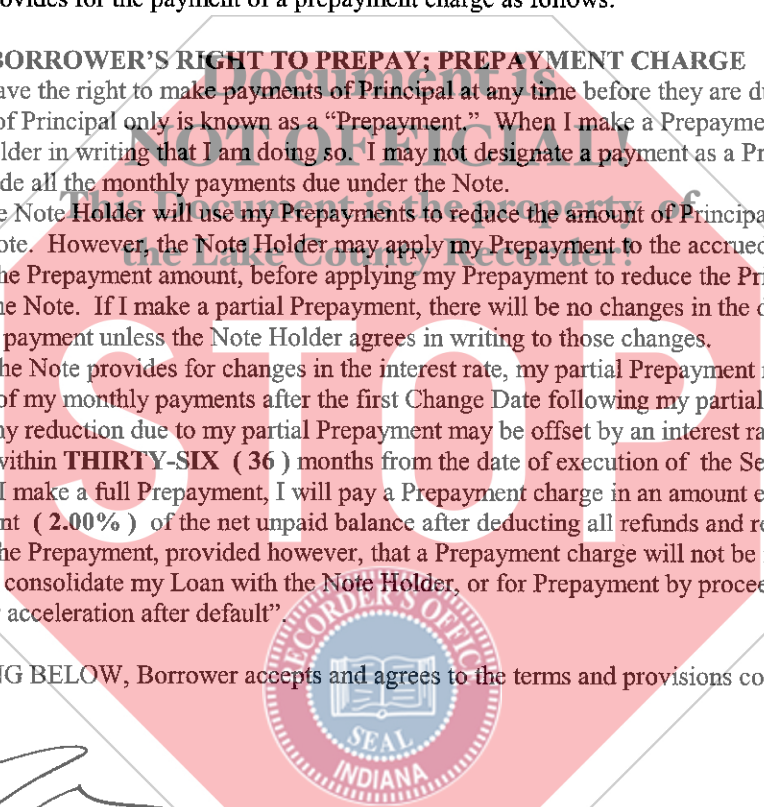 ovides for the payment of a prepayment charge as follows:
BORROWER'S RIGHT TO PREPAY; PREPAYMENT CHARGE
Document is
ave the right to make payments of Principal at any time before they are d
of Principal only is known as a “Prepayment.” When I make a Prepayme
NOT OFFICIAL!
lder in writing that I am doing so. I may not designate a payment as a Pr
de all the monthly payments due under the Note.
This Document is the property of
e Note Holder will use my Prepayments to reduce the amount of Principa
ote. However, the Note Holder may apply my Prepayment to the accrued
the Lake County Recorder!
he Prepayment amount, before applying my Prepayment to reduce the Pri
he Note. If I make a partial Prepayment, there will be no changes in the d
payment unless the Note Holder agrees in writing to those changes.
STOP
he Note provides for changes in the interest rate, my partial Prepayment
of my monthly payments after the first Change Date following my partial
ny reduction due to my partial Prepayment may be offset by an interest ra
within THIRTY-SIX ( 36 ) months from the date of execution of the Se
I make a full Prepayment, I will pay a Prepayment charge in an amount e
nt ( 2.00% ) of the net unpaid balance after deducting all refunds and re
he Prepayment, provided however, that a Prepayment charge will not be
consolidate my Loan with the Note Holder, or for Prepayment by procee
acceleration after default”.
RECORDER'S OFFICE
NG BELOW, Borrower accepts and agrees to the terms and provisions co
SEAL
INDIANA